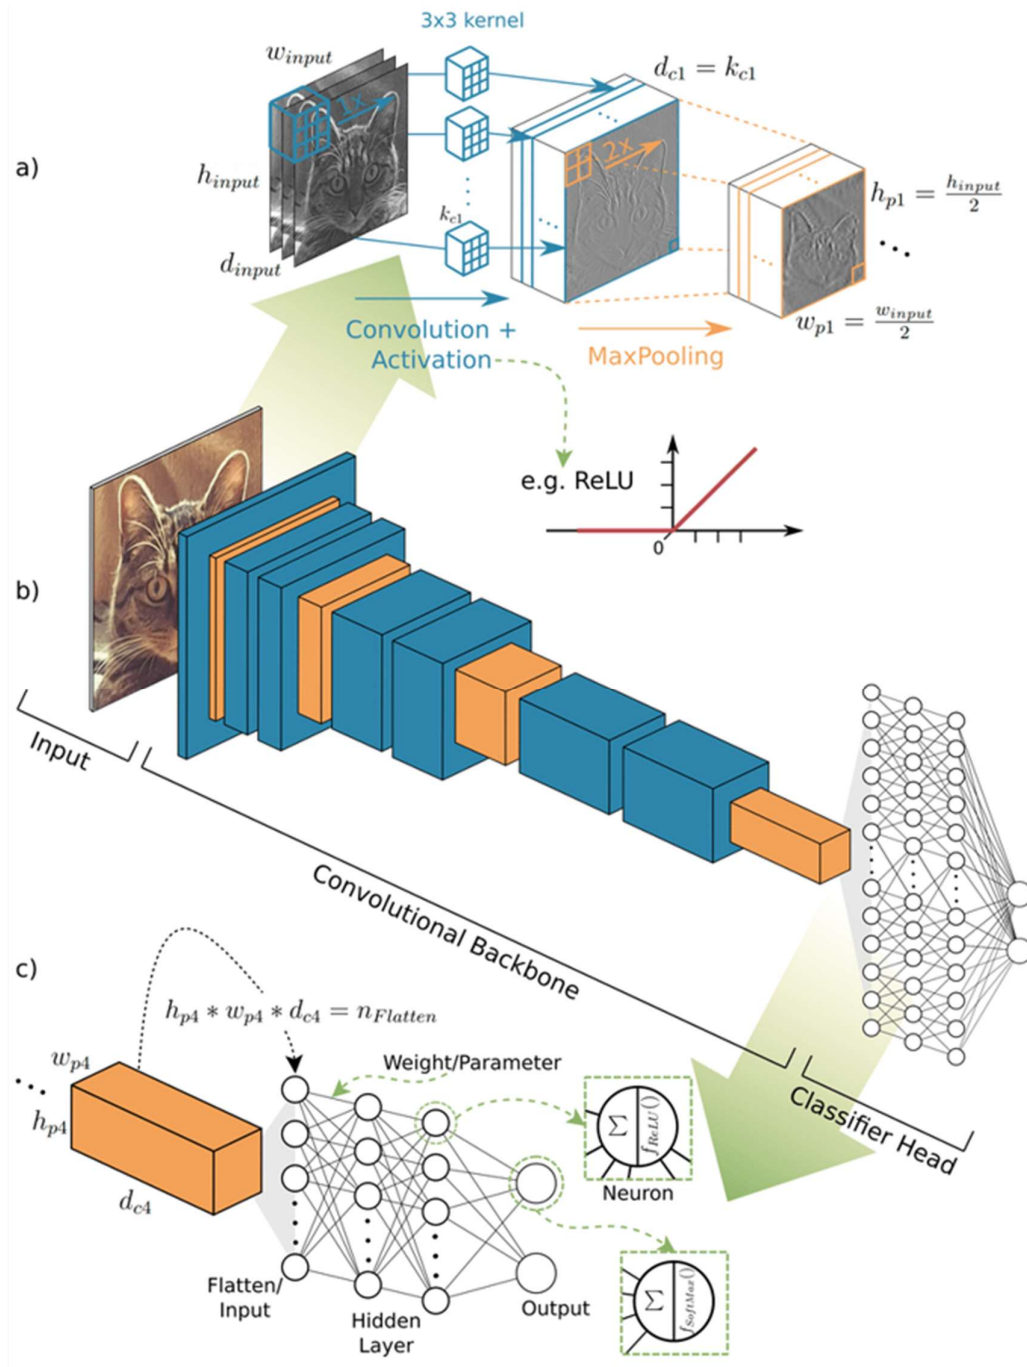 3x3 kernel
w_input
d_c1 = k_c1
1x
2x
a)
h_input
k_c1
h_p1 = h_input/2
...
d_input
w_p1 = w_input/2
Convolution +
Activation
MaxPooling
e.g. ReLU
0
b)
Input
Convolutional Backbone
Classifier Head
c)
h_p4 * w_p4 * d_c4 = n_Flatten
w_p4
Weight/Parameter
...
h_p4
Σ f_ReLU()
d_c4
Neuron
Flatten/
Input
Hidden
Layer
Output
Σ f_SoftMax()